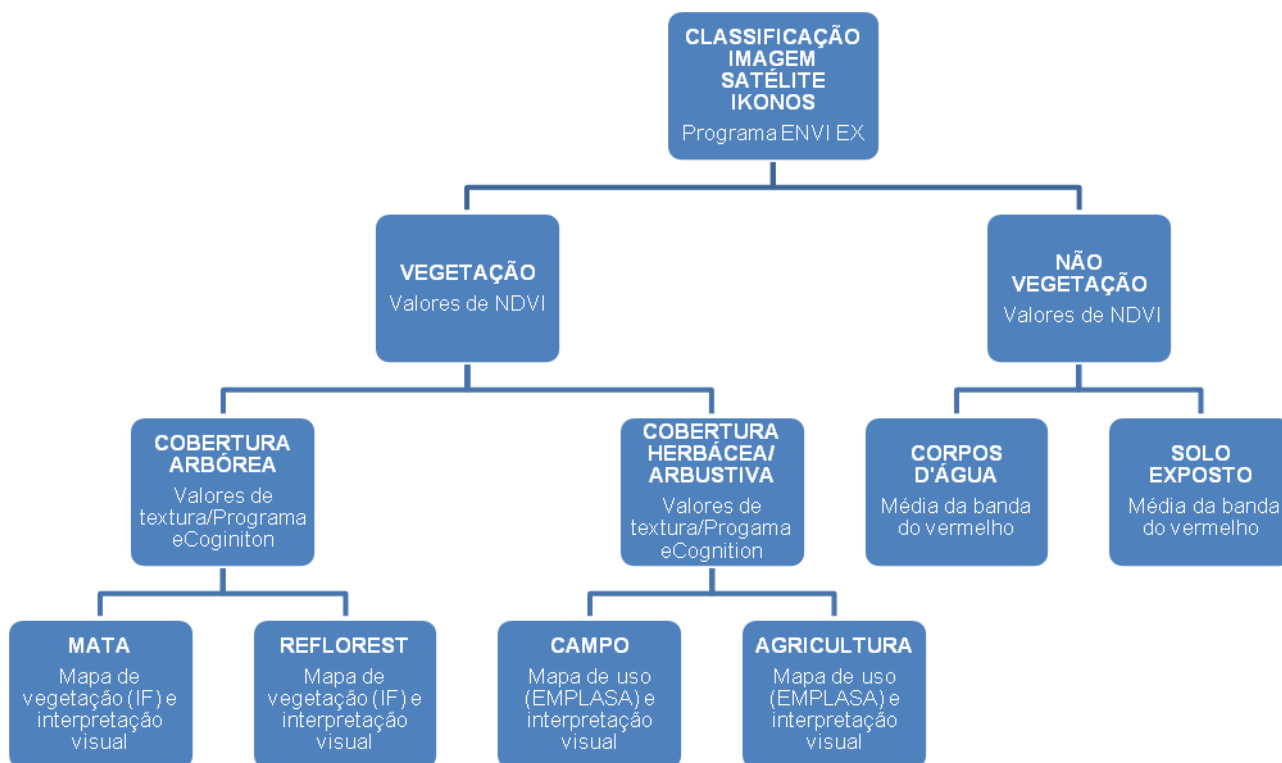 CLASSIFICAÇÃO
IMAGEM
SATÉLITE
IKONOS
Programa ENVI EX
VEGETAÇÃO
Valores de NDVI
NÃO
VEGETAÇÃO
Valores de NDVI
COBERTURA
ARBÓREA
Valores de
textura/Programa
eCoginiton
COBERTURA
HERBÁCEA/
ARBUSTIVA
Valores de
textura/Progama
eCognition
CORPOS
D'ÁGUA
Média da banda
do vermelho
SOLO
EXPOSTO
Média da banda
do vermelho
MATA
Mapa de
vegetação (IF) e
interpretação
visual
REFLOREST
Mapa de
vegetação (IF) e
interpretação
visual
CAMPO
Mapa de uso
(EMPLASA) e
interpretação
visual
AGRICULTURA
Mapa de uso
(EMPLASA) e
interpretação
visual